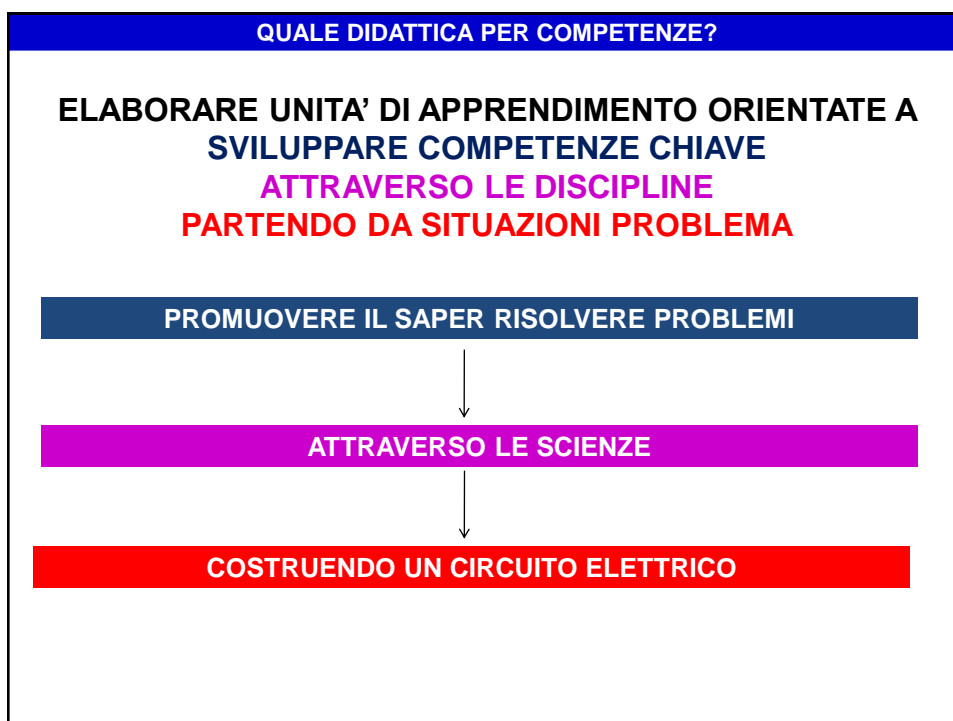 QUALE DIDATTICA PER COMPETENZE?
ELABORARE UNITA’ DI APPRENDIMENTO ORIENTATE A
SVILUPPARE COMPETENZE CHIAVE
ATTRAVERSO LE DISCIPLINE
PARTENDO DA SITUAZIONI PROBLEMA
PROMUOVERE IL SAPER RISOLVERE PROBLEMI
ATTRAVERSO LE SCIENZE
COSTRUENDO UN CIRCUITO ELETTRICO